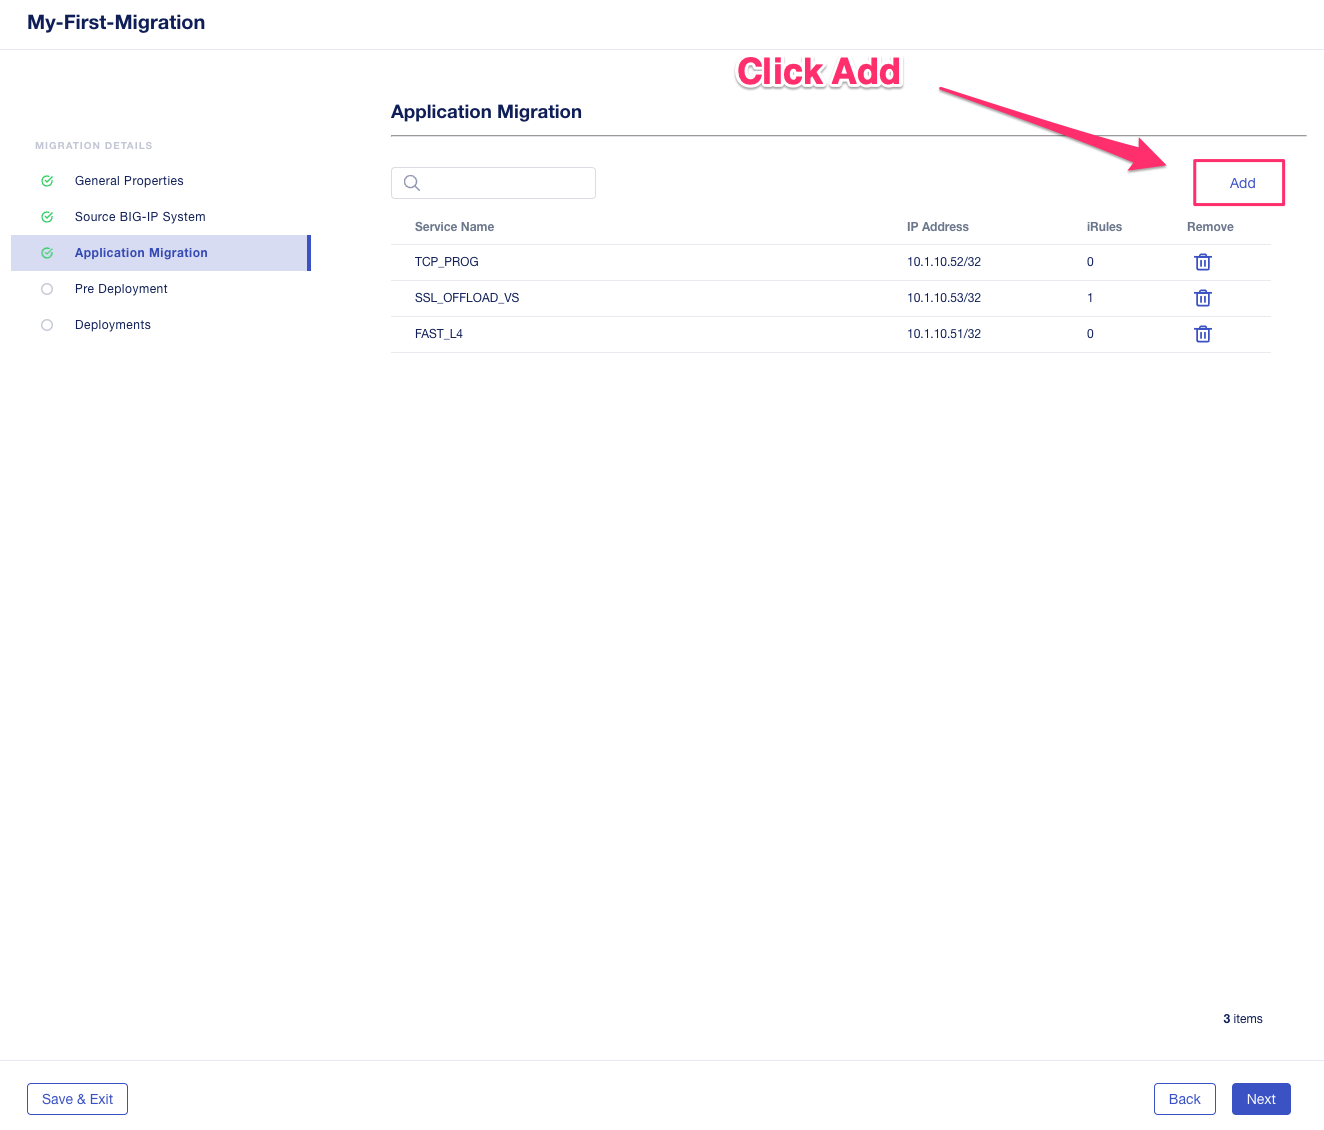 My-First-Migration
Click Add
Application Migration
MIGRATION DETAILS
General Properties
Source BIG-IP System
Application Migration
Pre Deployment
Deployments
Add
Service Name IP Address iRules Remove
TCP_PROG 10.1.10.52/32 0
SSL_OFFLOAD_VS 10.1.10.53/32 1
FAST_L4 10.1.10.51/32 0
3 items
Save & Exit Back Next